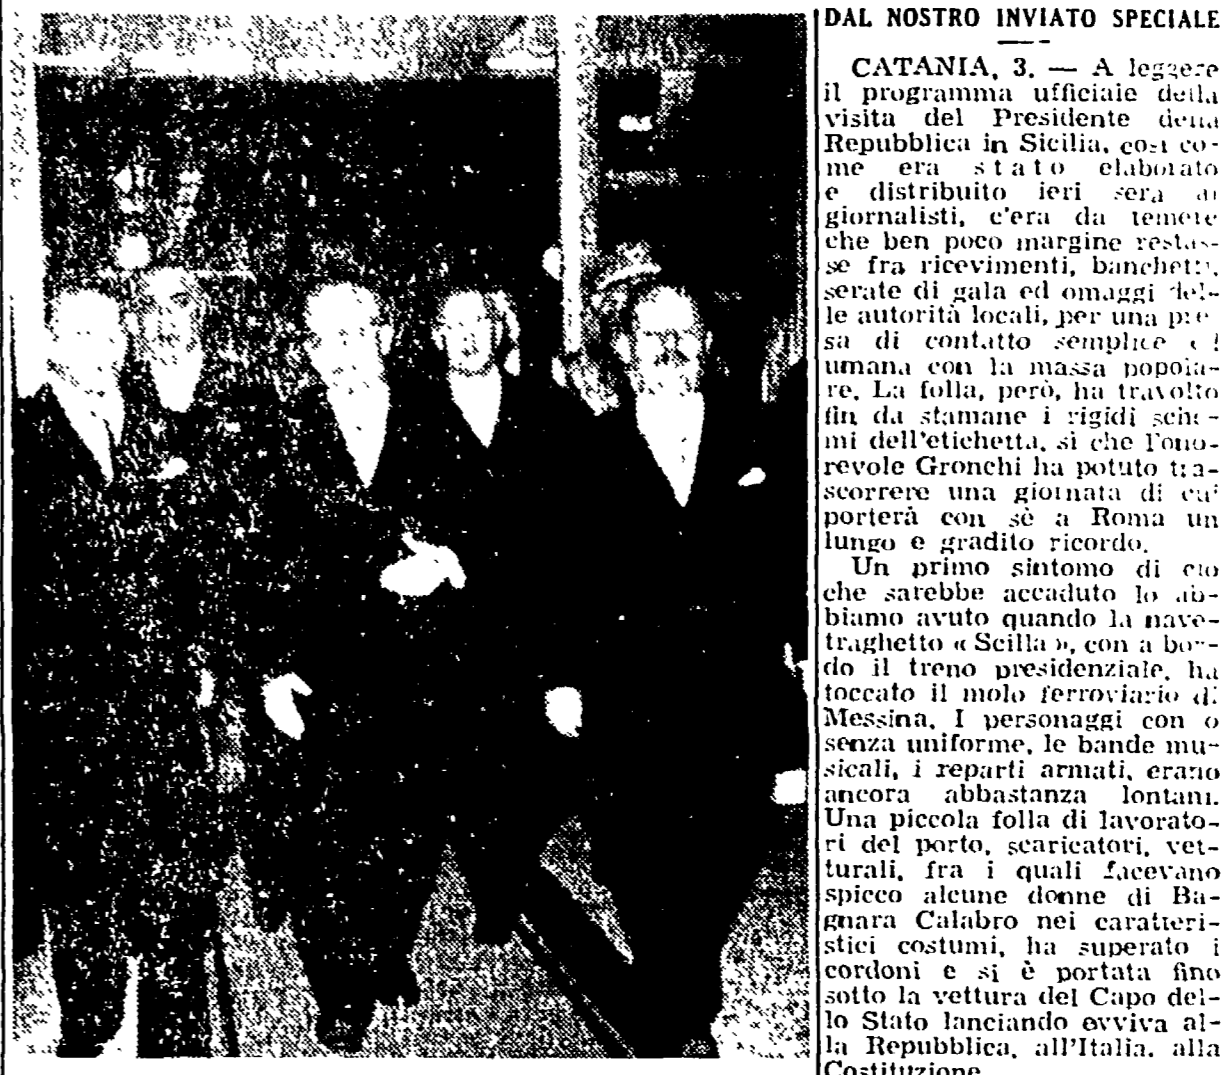 DAL NOSTRO INVIATO SPECIALE
CATANIA, 3. — A leggere
il programma ufficiale della
visita del Presidente della
Repubblica in Sicilia, così co-
me era stato elaborato
e distribuito ieri sera ai
giornalisti, c'era da temere
che ben poco margine restas-
se fra ricevimenti, banchetti,
serate di gala ed omaggi del-
le autorità locali, per una pre-
sa di contatto semplice ed
umana con la massa popola-
re. La folla, però, ha travolto
fin da stamane i rigidi sche-
mi dell'etichetta, sì che l'ono-
revole Gronchi ha potuto tra-
scorrere una giornata di cui
porterà con sè a Roma un
lungo e gradito ricordo.
Un primo sintomo di ciò
che sarebbe accaduto lo ab-
biamo avuto quando la nave-
traghetto « Scilla », con a bor-
do il treno presidenziale, ha
toccato il molo ferroviario di
Messina. I personaggi con o
senza uniforme, le bande mu-
sicali, i reparti armati, erano
ancora abbastanza lontani.
Una piccola folla di lavorato-
ri del porto, scaricatori, vet-
turali, fra i quali facevano
spicco alcune donne di Ba-
gnara Calabro nei caratteri-
stici costumi, ha superato i
cordoni e si è portata fino
sotto la vettura del Capo del-
lo Stato lanciando evviva al-
la Repubblica, all'Italia, alla
Costituzione